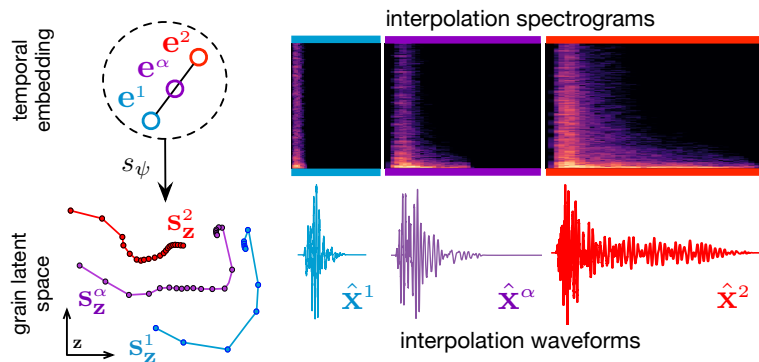 interpolation spectrograms
temporal
embedding
e²
e^α
e¹
s_ψ
grain latent
space
s_z²
s_z^α
s_z¹
z
x̂¹
x̂^α
x̂²
interpolation waveforms